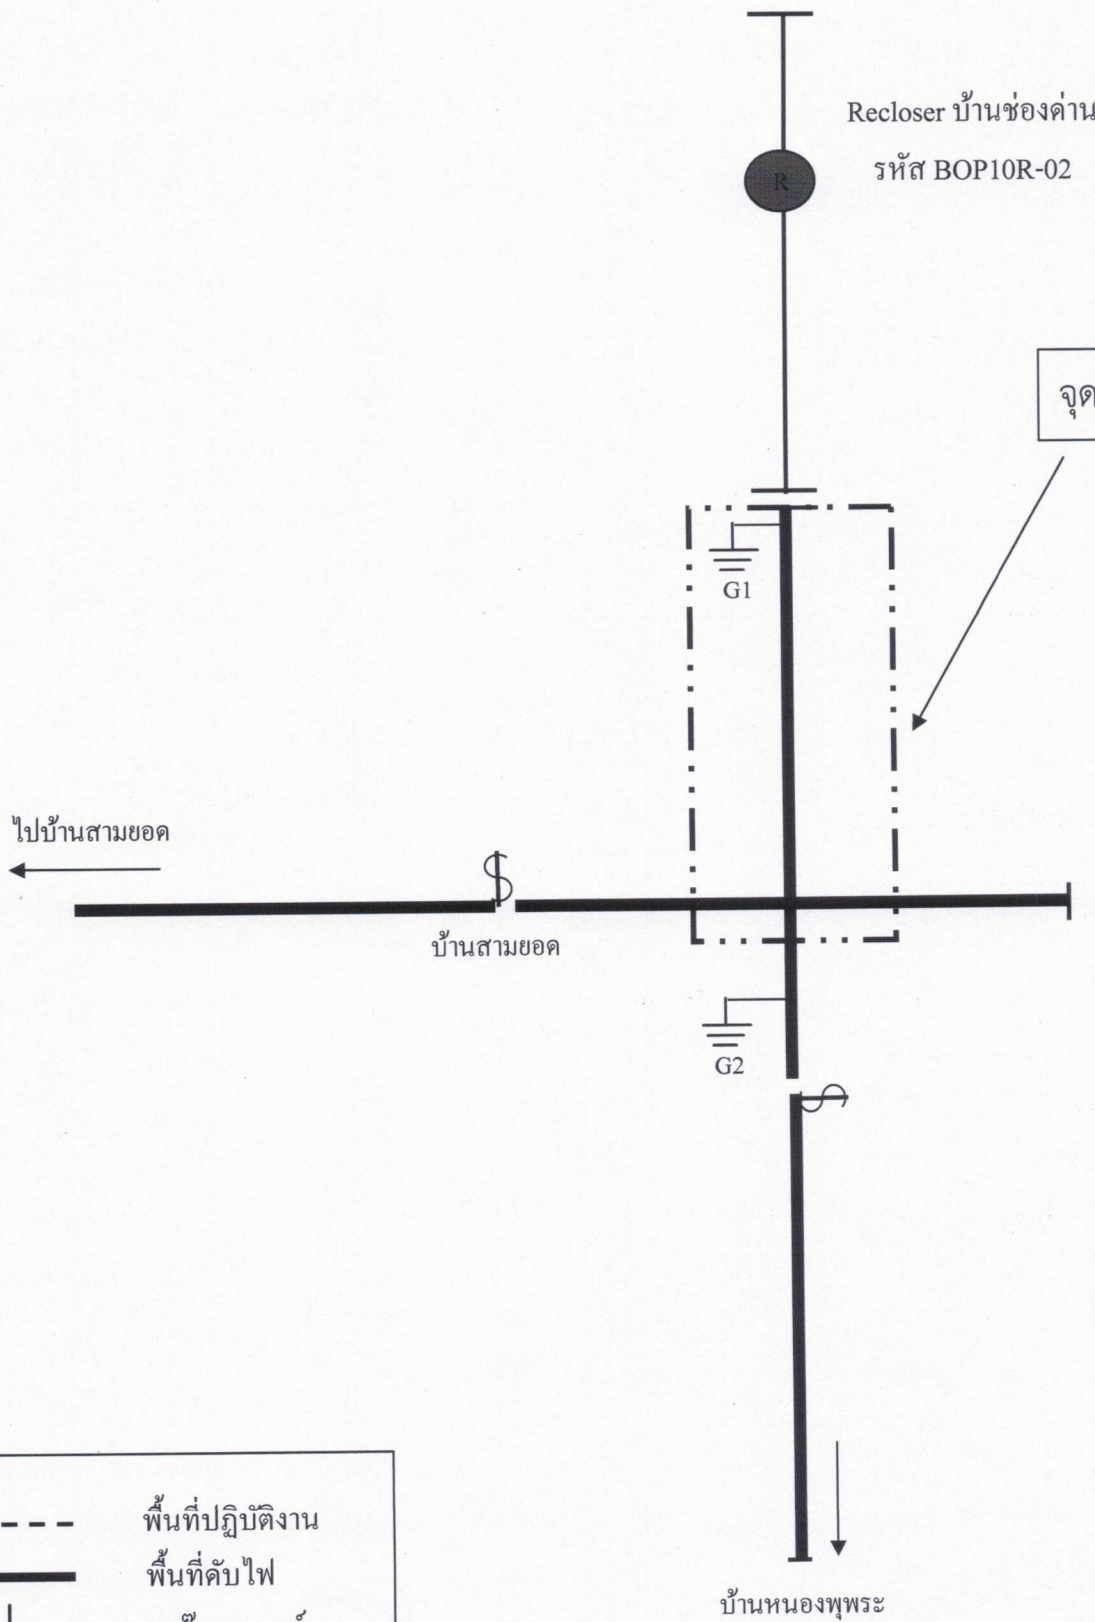 Recloser บ้านช่องด่าน
R
รหัส BOP10R-02
จุด
G1
ไปบ้านสามยอด
บ้านสามยอด
G2
พื้นที่ปฏิบัติงาน
พื้นที่ดับไฟ
บ้านหนองพุพระ